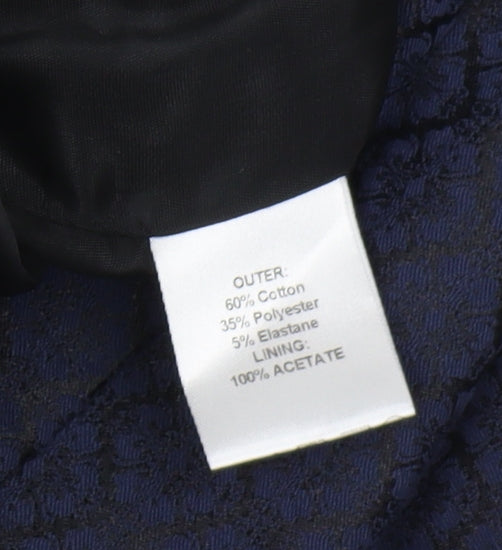 OUTER:
60% Cotton
35% Polyester
5% Elastane
LINING:
100% ACETATE